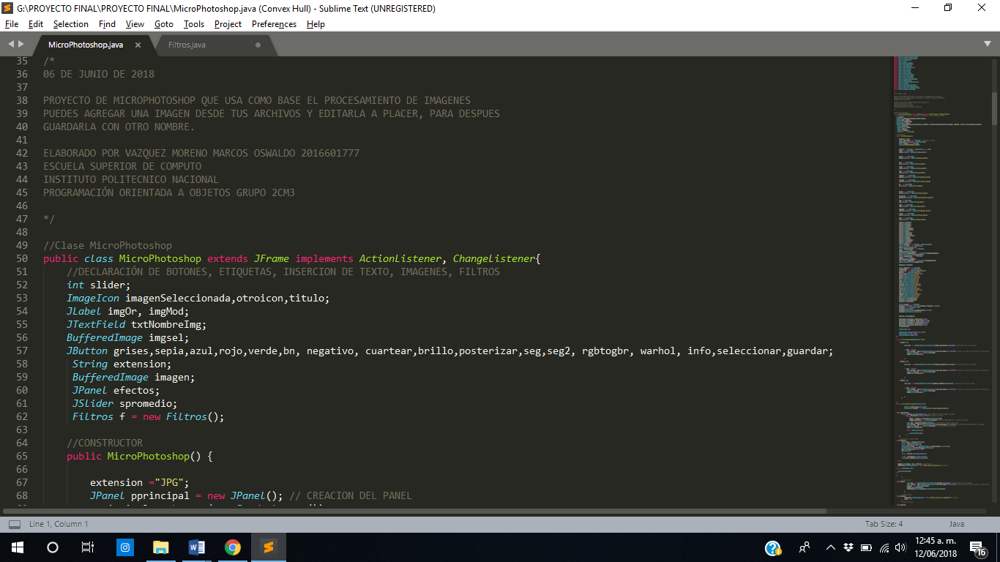 G:\PROYECTO FINAL\PROYECTO FINAL\MicroPhotoshop.java (Convex Hull) - Sublime Text (UNREGISTERED)
File Edit Selection Find View Goto Tools Project Preferences Help
MicroPhotoshop.java Filtros.java
35 /*
36 06 DE JUNIO DE 2018
37
38 PROYECTO DE MICROPHOTOSHOP QUE USA COMO BASE EL PROCESAMIENTO DE IMAGENES
39 PUEDES AGREGAR UNA IMAGEN DESDE TUS ARCHIVOS Y EDITARLA A PLACER, PARA DESPUES
40 GUARDARLA CON OTRO NOMBRE.
41
42 ELABORADO POR VAZQUEZ MORENO MARCOS OSWALDO 2016601777
43 ESCUELA SUPERIOR DE COMPUTO
44 INSTITUTO POLITECNICO NACIONAL
45 PROGRAMACIÓN ORIENTADA A OBJETOS GRUPO 2CM3
46
47 */
48
49 //Clase MicroPhotoshop
50 public class MicroPhotoshop extends JFrame implements ActionListener, ChangeListener{
51 //DECLARACIÓN DE BOTONES, ETIQUETAS, INSERCION DE TEXTO, IMAGENES, FILTROS
52 int slider;
53 ImageIcon imagenSeleccionada,otroicon,titulo;
54 JLabel imgOr, imgMod;
55 JTextField txtNombreImg;
56 BufferedImage imgsel;
57 JButton grises,sepia,azul,rojo,verde,bn, negativo, cuartear,brillo,posterizar,seg,seg2, rgbtogbr, warhol, info,seleccionar,guardar;
58 String extension;
59 BufferedImage imagen;
60 JPanel efectos;
61 JSlider spromedio;
62 Filtros f = new Filtros();
63
64 //CONSTRUCTOR
65 public MicroPhotoshop() {
66
67 extension ="JPG";
68 JPanel pprincipal = new JPanel(); // CREACION DEL PANEL
Line 1, Column 1 Tab Size: 4 Java
12:45 a. m.
12/06/2018
16